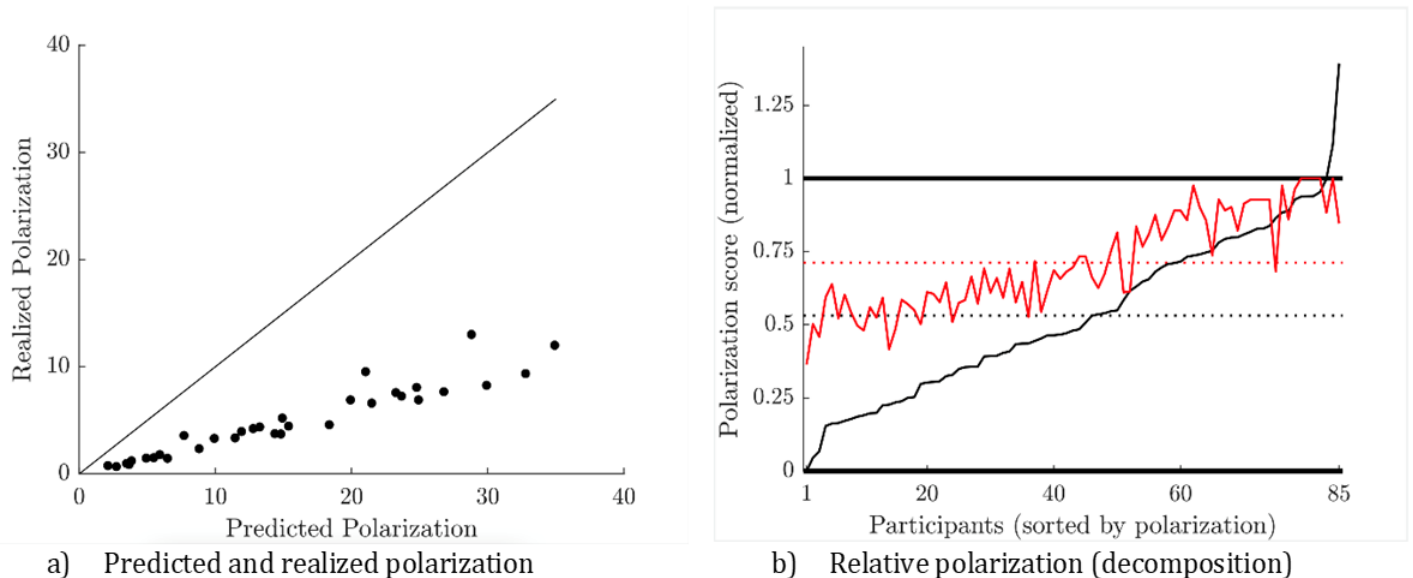 40
30
20
10
0
Realized Polarization
0 10 20 30 40
Predicted Polarization
a) Predicted and realized polarization
1.25
1
0.75
0.5
0.25
0
Polarization score (normalized)
1 20 40 60 85
Participants (sorted by polarization)
b) Relative polarization (decomposition)